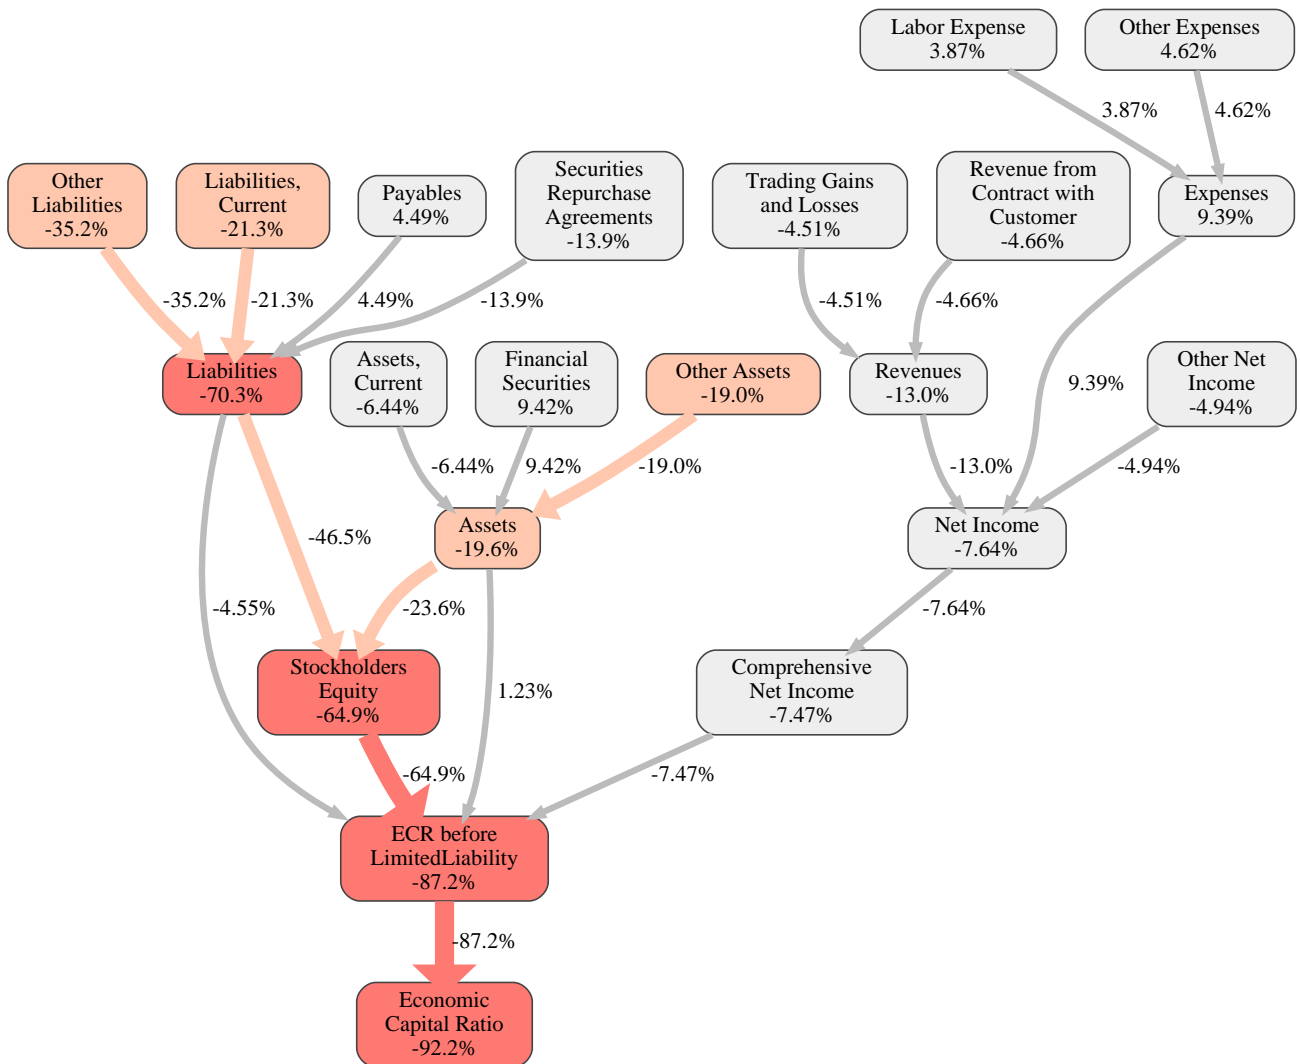 Labor Expense
3.87%
Other Expenses
4.62%
3.87%
4.62%
Other
Liabilities
-35.2%
Liabilities,
Current
-21.3%
Payables
4.49%
Securities
Repurchase
Agreements
-13.9%
Trading Gains
and Losses
-4.51%
Revenue from
Contract with
Customer
-4.66%
Expenses
9.39%
-35.2%
-21.3%
4.49%
-13.9%
-4.51%
-4.66%
Liabilities
-70.3%
Assets,
Current
-6.44%
Financial
Securities
9.42%
Other Assets
-19.0%
Revenues
-13.0%
9.39%
Other Net
Income
-4.94%
-6.44%
9.42%
-19.0%
-13.0%
-4.94%
-46.5%
Assets
-19.6%
Net Income
-7.64%
-4.55%
-23.6%
-7.64%
Stockholders
Equity
-64.9%
1.23%
Comprehensive
Net Income
-7.47%
-64.9%
-7.47%
ECR before
LimitedLiability
-87.2%
-87.2%
Economic
Capital Ratio
-92.2%